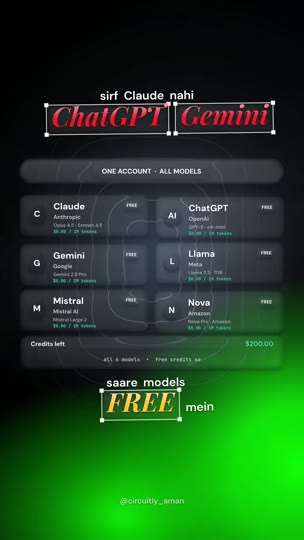 sirf Claude nahi
ChatGPT Gemini
ONE ACCOUNT · ALL MODELS
C Claude FREE
Anthropic
Opus 4.5 · Sonnet 4.5
$0.00 / 1M tokens
AI ChatGPT FREE
OpenAI
GPT-5 · o4-mini
$0.00 / 1M tokens
G Gemini FREE
Google
Gemini 2.5 Pro
$0.00 / 1M tokens
L Llama FREE
Meta
Llama 3.3 · 70B
$0.00 / 1M tokens
M Mistral FREE
Mistral AI
Mistral Large 2
$0.00 / 1M tokens
N Nova FREE
Amazon
Nova Pro · Amazon
$0.00 / 1M tokens
Credits left $200.00
all 6 models · free credits se
saare models
FREE mein
@circuitly_aman